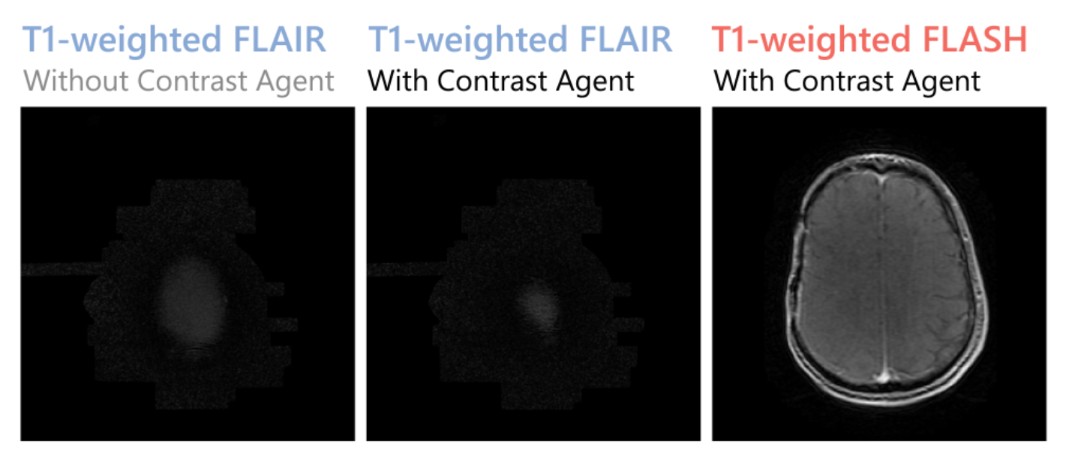 T1-weighted FLAIR
Without Contrast Agent
T1-weighted FLAIR
With Contrast Agent
T1-weighted FLASH
With Contrast Agent